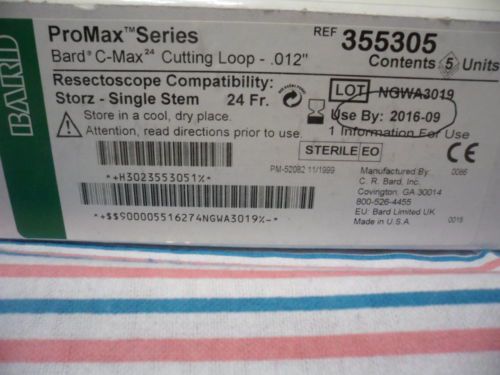 BARD
ProMax™ Series
Bard® C-Max²⁴ Cutting Loop - .012"
REF 355305
Contents 5 Units
Resectoscope Compatibility:
Storz - Single Stem 24 Fr.
Store in a cool, dry place.
Attention, read directions prior to use.
LOT NGWA3019
Use By: 2016-09
1 Information For Use
STERILE EO
*+H3023553051%*
PM-52082 11/1999
Manufactured By:
C. R. Bard, Inc.
Covington, GA 30014
800-526-4455
EU: Bard Limited UK
Made in U.S.A.
CE
0086
*+$$900005516274NGWA3019%-*